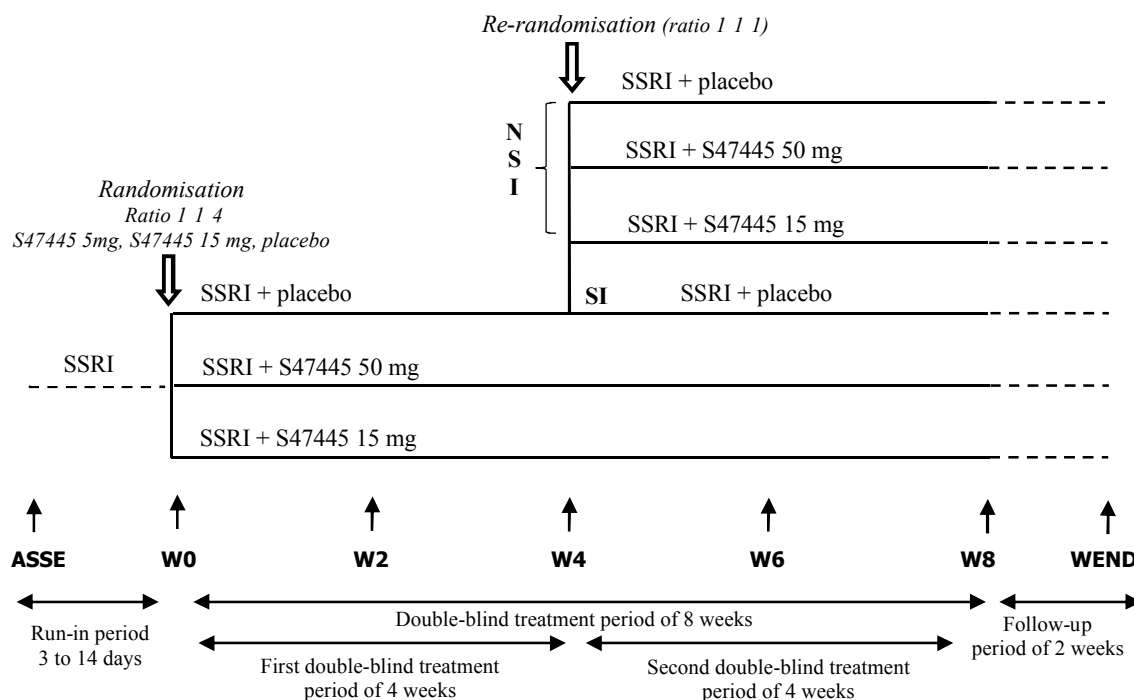 Re-randomisation (ratio 1 1 1)
SSRI + placebo
N
S
I
SSRI + S47445 50 mg
SSRI + S47445 15 mg
Randomisation
Ratio 1 1 4
S47445 5mg, S47445 15 mg, placebo
SSRI + placebo
SI
SSRI + placebo
SSRI
SSRI + S47445 50 mg
SSRI + S47445 15 mg
ASSE
W0
W2
W4
W6
W8
WEND
Run-in period
3 to 14 days
Double-blind treatment period of 8 weeks
Follow-up
period of 2 weeks
First double-blind treatment
period of 4 weeks
Second double-blind treatment
period of 4 weeks